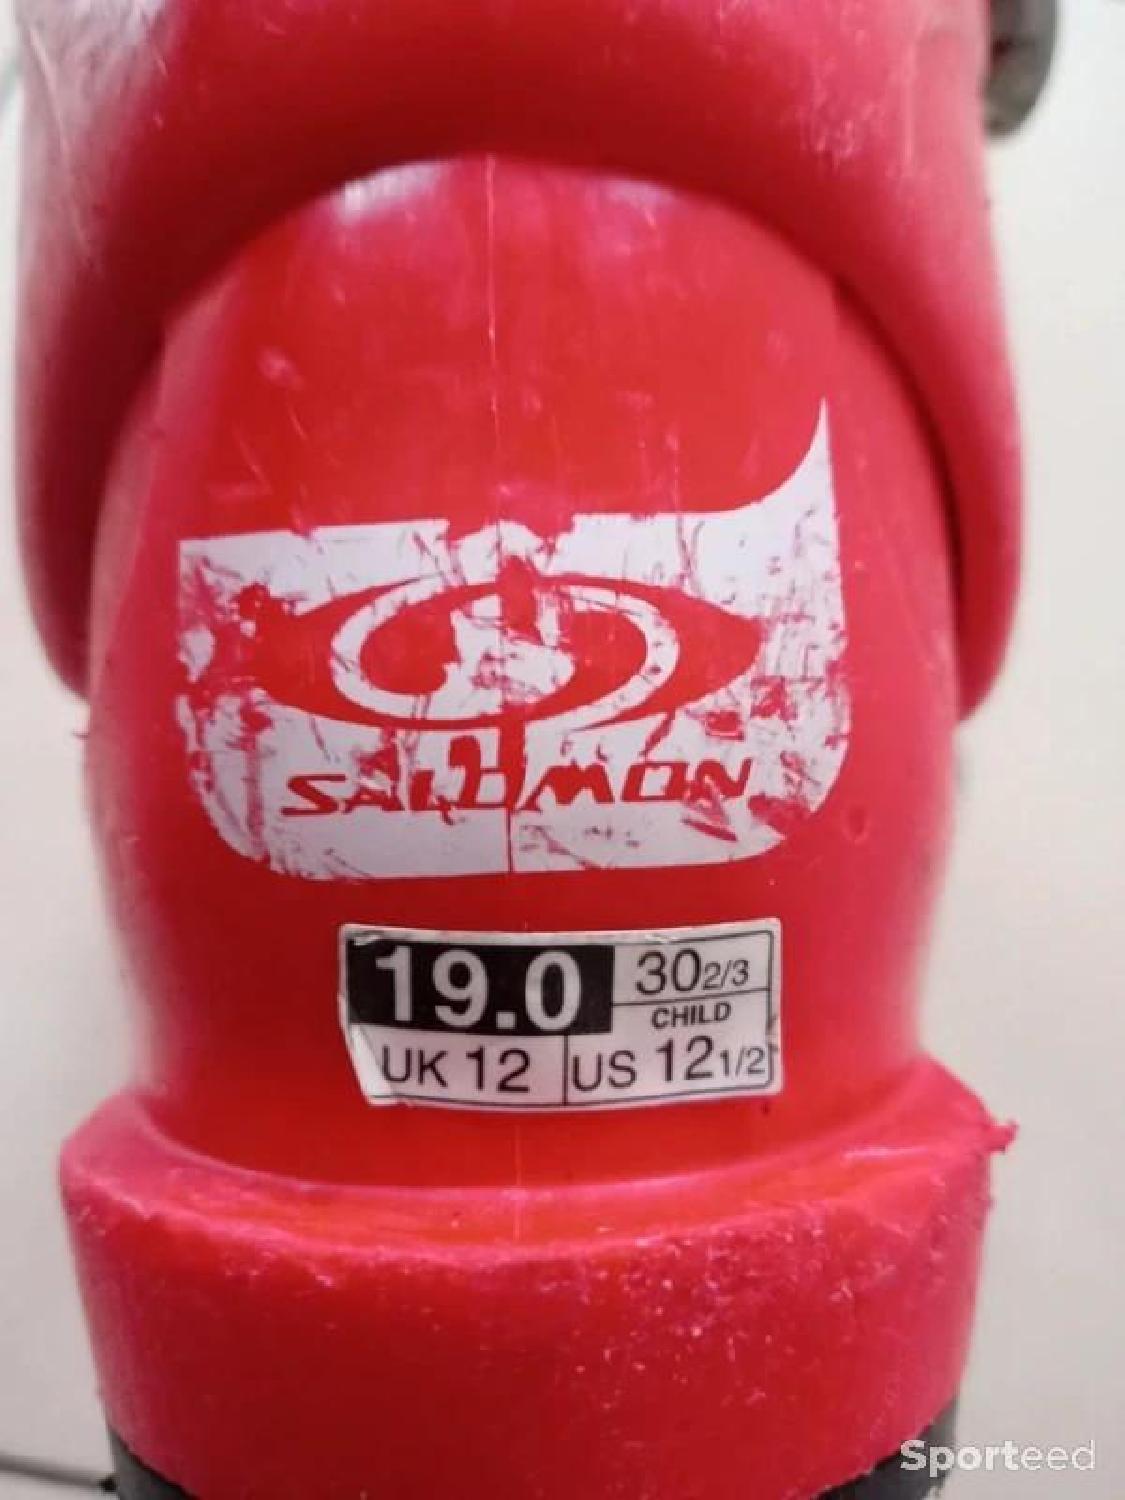 SALOMON
19.0
30 2/3
CHILD
UK 12
US 12 1/2
Sporteed